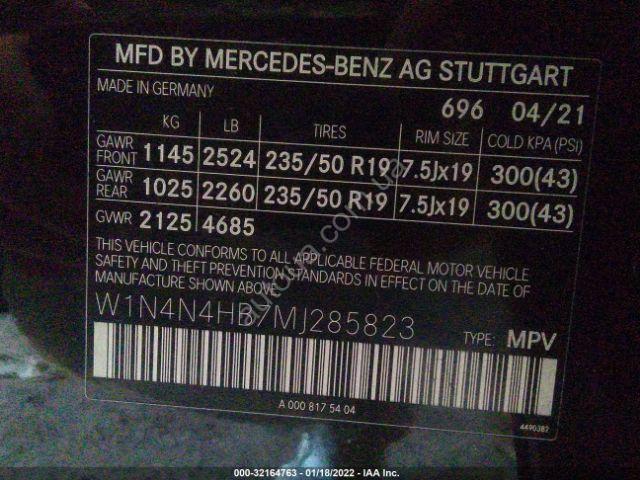 MFD BY MERCEDES-BENZ AG STUTTGART
MADE IN GERMANY
696 04/21
KG LB TIRES RIM SIZE COLD KPA (PSI)
GAWR FRONT 1145 2524 235/50 R19 7.5Jx19 300(43)
GAWR REAR 1025 2260 235/50 R19 7.5Jx19 300(43)
GVWR 2125 4685
THIS VEHICLE CONFORMS TO ALL APPLICABLE FEDERAL MOTOR VEHICLE
SAFETY AND THEFT PREVENTION STANDARDS IN EFFECT ON THE DATE OF
MANUFACTURE SHOWN ABOVE
W1N4N4HB7MJ285823
TYPE: MPV
A 000 817 54 04
4490382
autosna.com.ua
000-32164763 - 01/18/2022 - IAA Inc.